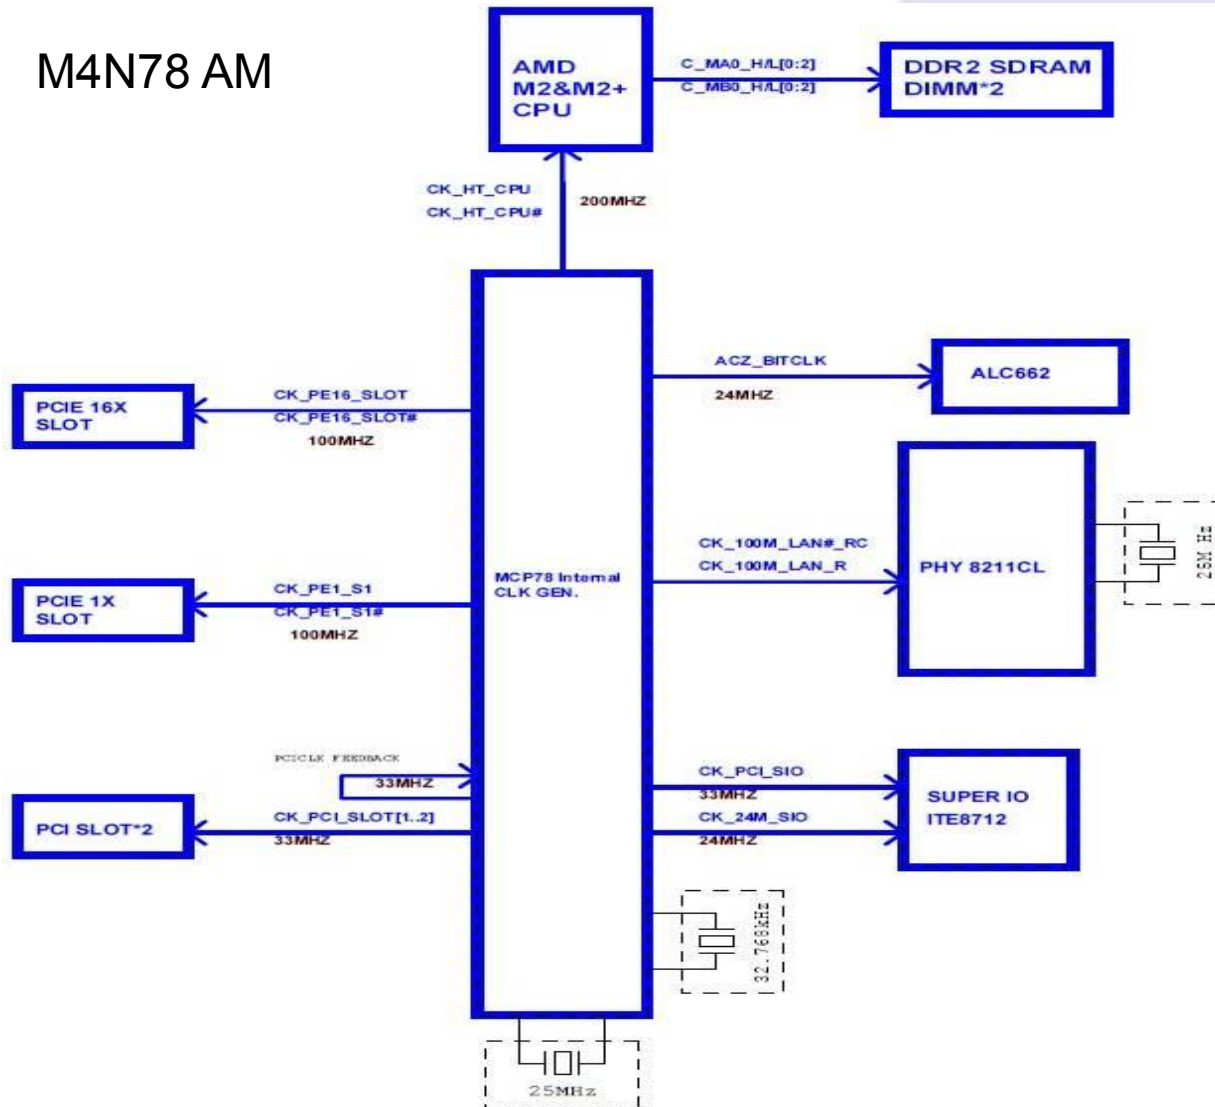 M4N78 AM
AMD
M2&M2+
CPU
C_MA0_H/L[0:2]
C_MB0_H/L[0:2]
DDR2 SDRAM
DIMM*2
CK_HT_CPU
CK_HT_CPU#
200MHZ
PCIE 16X
SLOT
CK_PE16_SLOT
CK_PE16_SLOT#
100MHZ
ACZ_BITCLK
24MHZ
ALC662
MCP78 Internal
CLK GEN.
CK_100M_LAN#_RC
CK_100M_LAN_R
PHY 8211CL
25M Hz
PCIE 1X
SLOT
CK_PE1_S1
CK_PE1_S1#
100MHZ
PCICLK FEEDBACK
33MHZ
PCI SLOT*2
CK_PCI_SLOT[1..2]
33MHZ
CK_PCI_SIO
33MHZ
CK_24M_SIO
24MHZ
SUPER IO
ITE8712
32.768kHz
25MHz